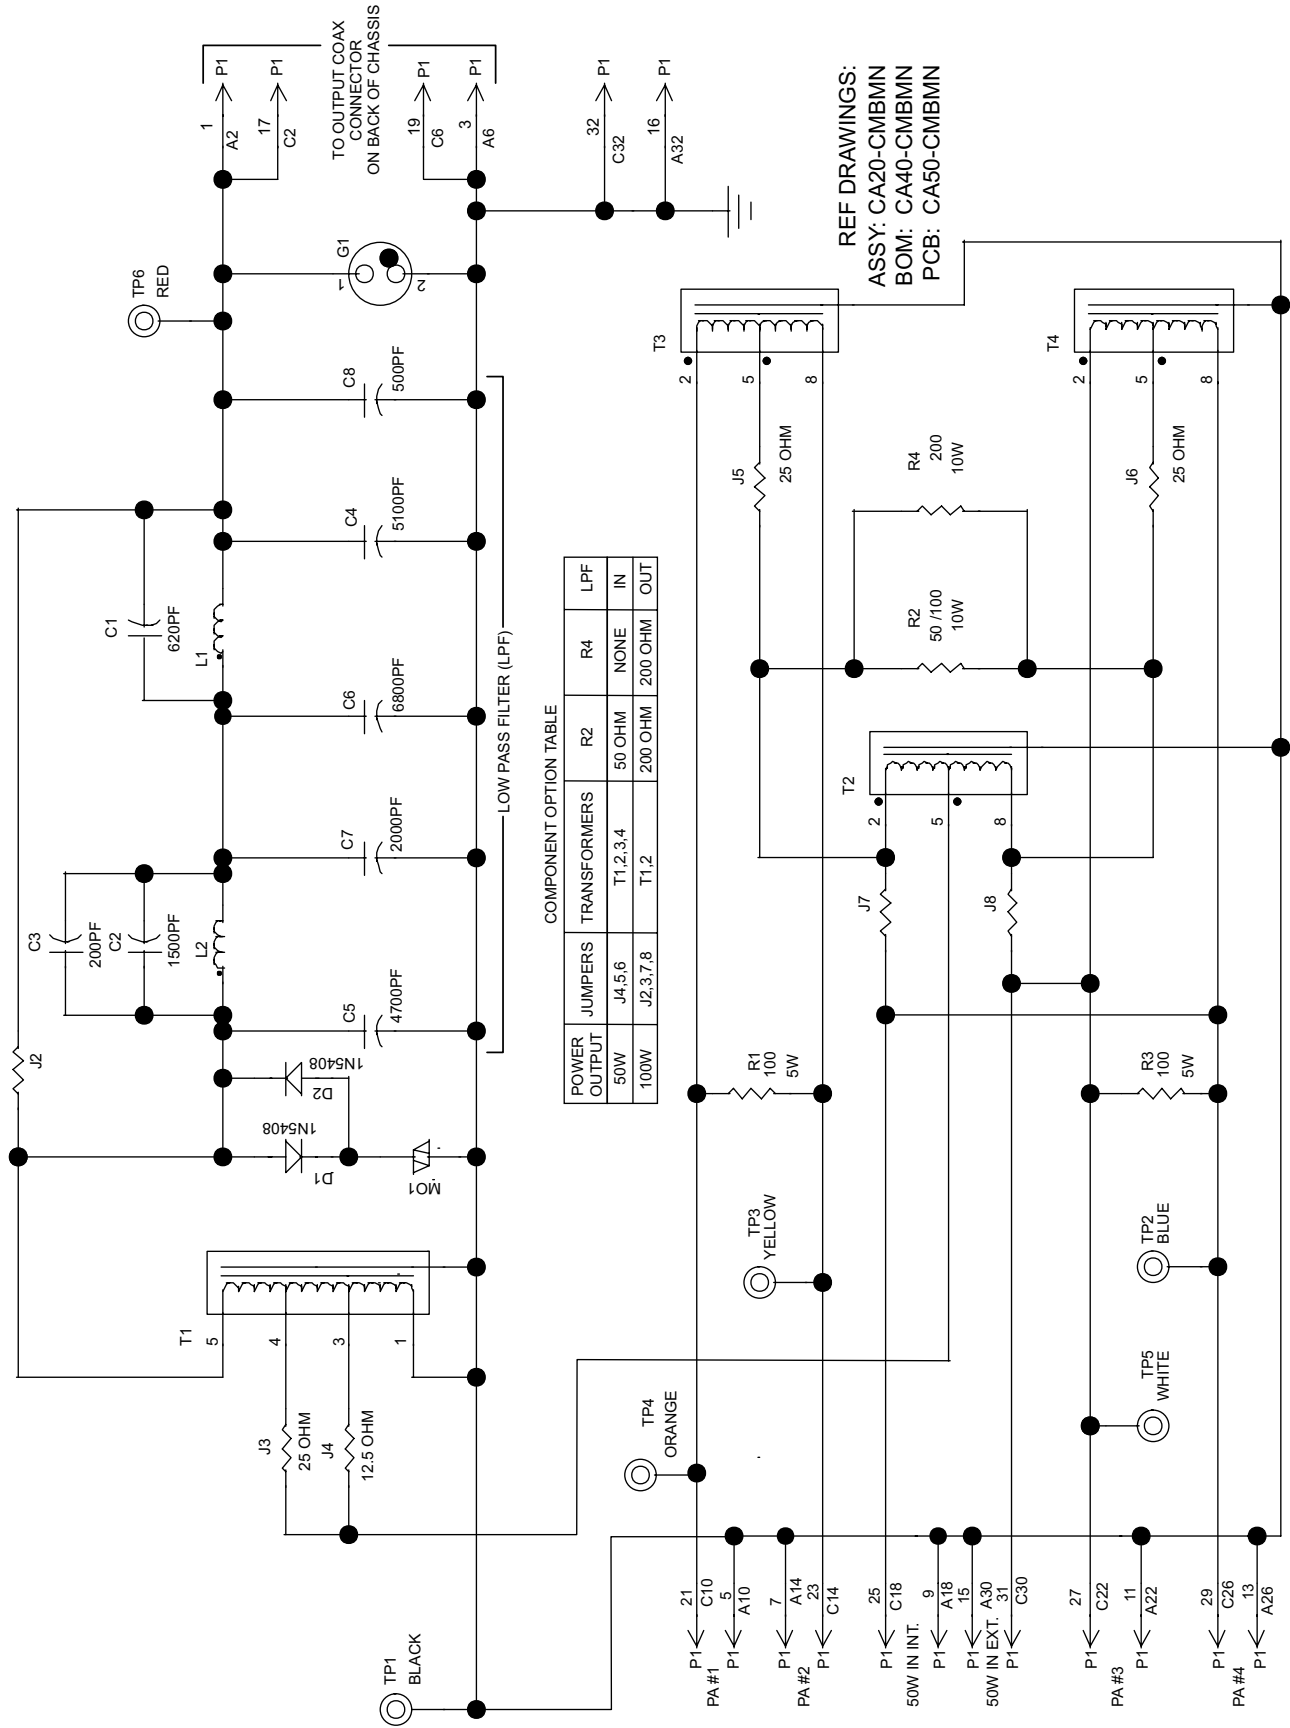 TO OUTPUT COAX
CONNECTOR
ON BACK OF CHASSIS
1
A2
P1
17
C2
P1
19
C6
P1
3
A6
P1
32
C32
P1
16
A32
P1
TP6
RED
G1
1
2
C8
500PF
C4
5100PF
C1
620PF
L1
C6
6800PF
C7
2000PF
C3
200PF
C2
1500PF
L2
C5
4700PF
LOW PASS FILTER (LPF)
J2
D2
1N5408
D1
1N5408
MO1
T1
5
4
3
1
J3
25 OHM
J4
12.5 OHM
TP1
BLACK
COMPONENT OPTION TABLE
POWER OUTPUT JUMPERS TRANSFORMERS R2 R4 LPF
50W J4,5,6 T1,2,3,4 50 OHM NONE IN
100W J2,3,7,8 T1,2 200 OHM 200 OHM OUT
REF DRAWINGS:
ASSY: CA20-CMBMN
BOM: CA40-CMBMN
PCB: CA50-CMBMN
T3
2
5
8
J5
25 OHM
T4
2
5
8
J6
25 OHM
R4
200
10W
R2
50 /100
10W
T2
2
5
8
J7
J8
R1
100
5W
R3
100
5W
TP3
YELLOW
TP2
BLUE
TP4
ORANGE
TP5
WHITE
P1
21
C10
PA #1
P1
5
A10
P1
7
A14
PA #2
P1
23
C14
P1
25
C18
50W IN INT.
P1
9
A18
P1
15
A30
50W IN EXT.
P1
31
C30
P1
27
C22
PA #3
P1
11
A22
P1
29
C26
PA #4
P1
13
A26